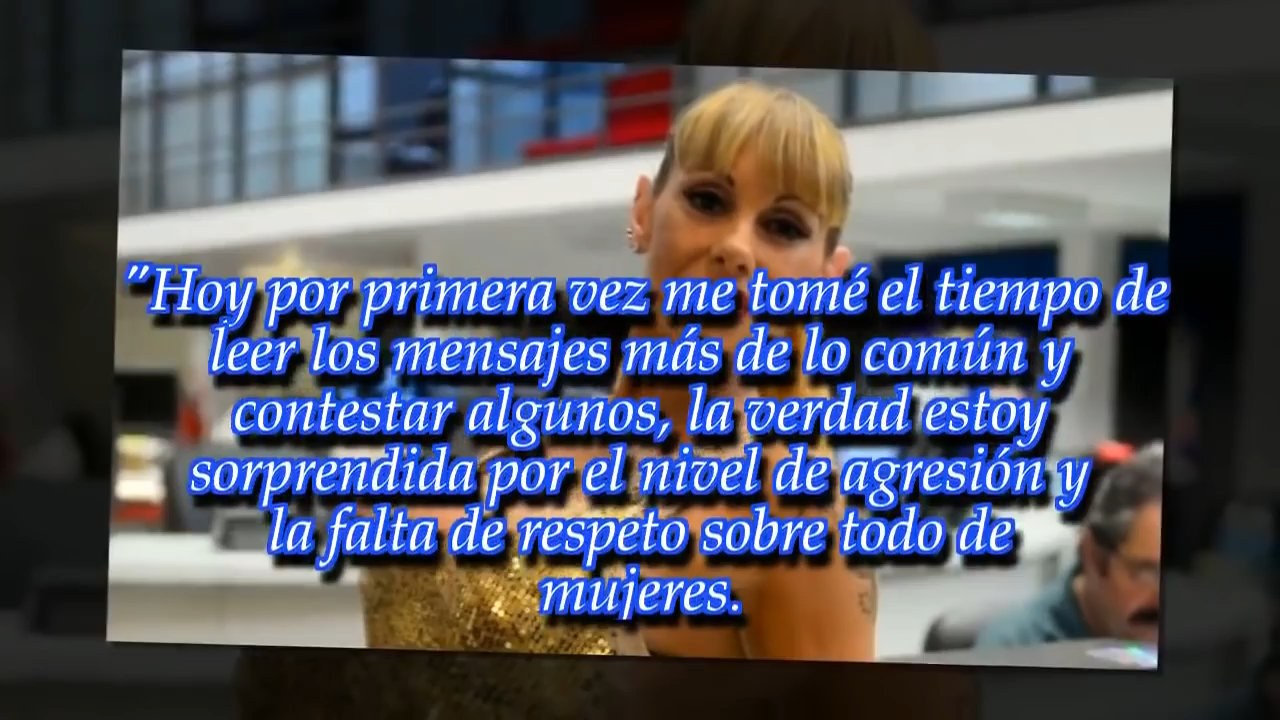 "Hoy por primera vez me tomé el tiempo de
leer los mensajes más de lo común y
contestar algunos, la verdad estoy
sorprendida por el nivel de agresión y
la falta de respeto sobre todo de
mujeres.